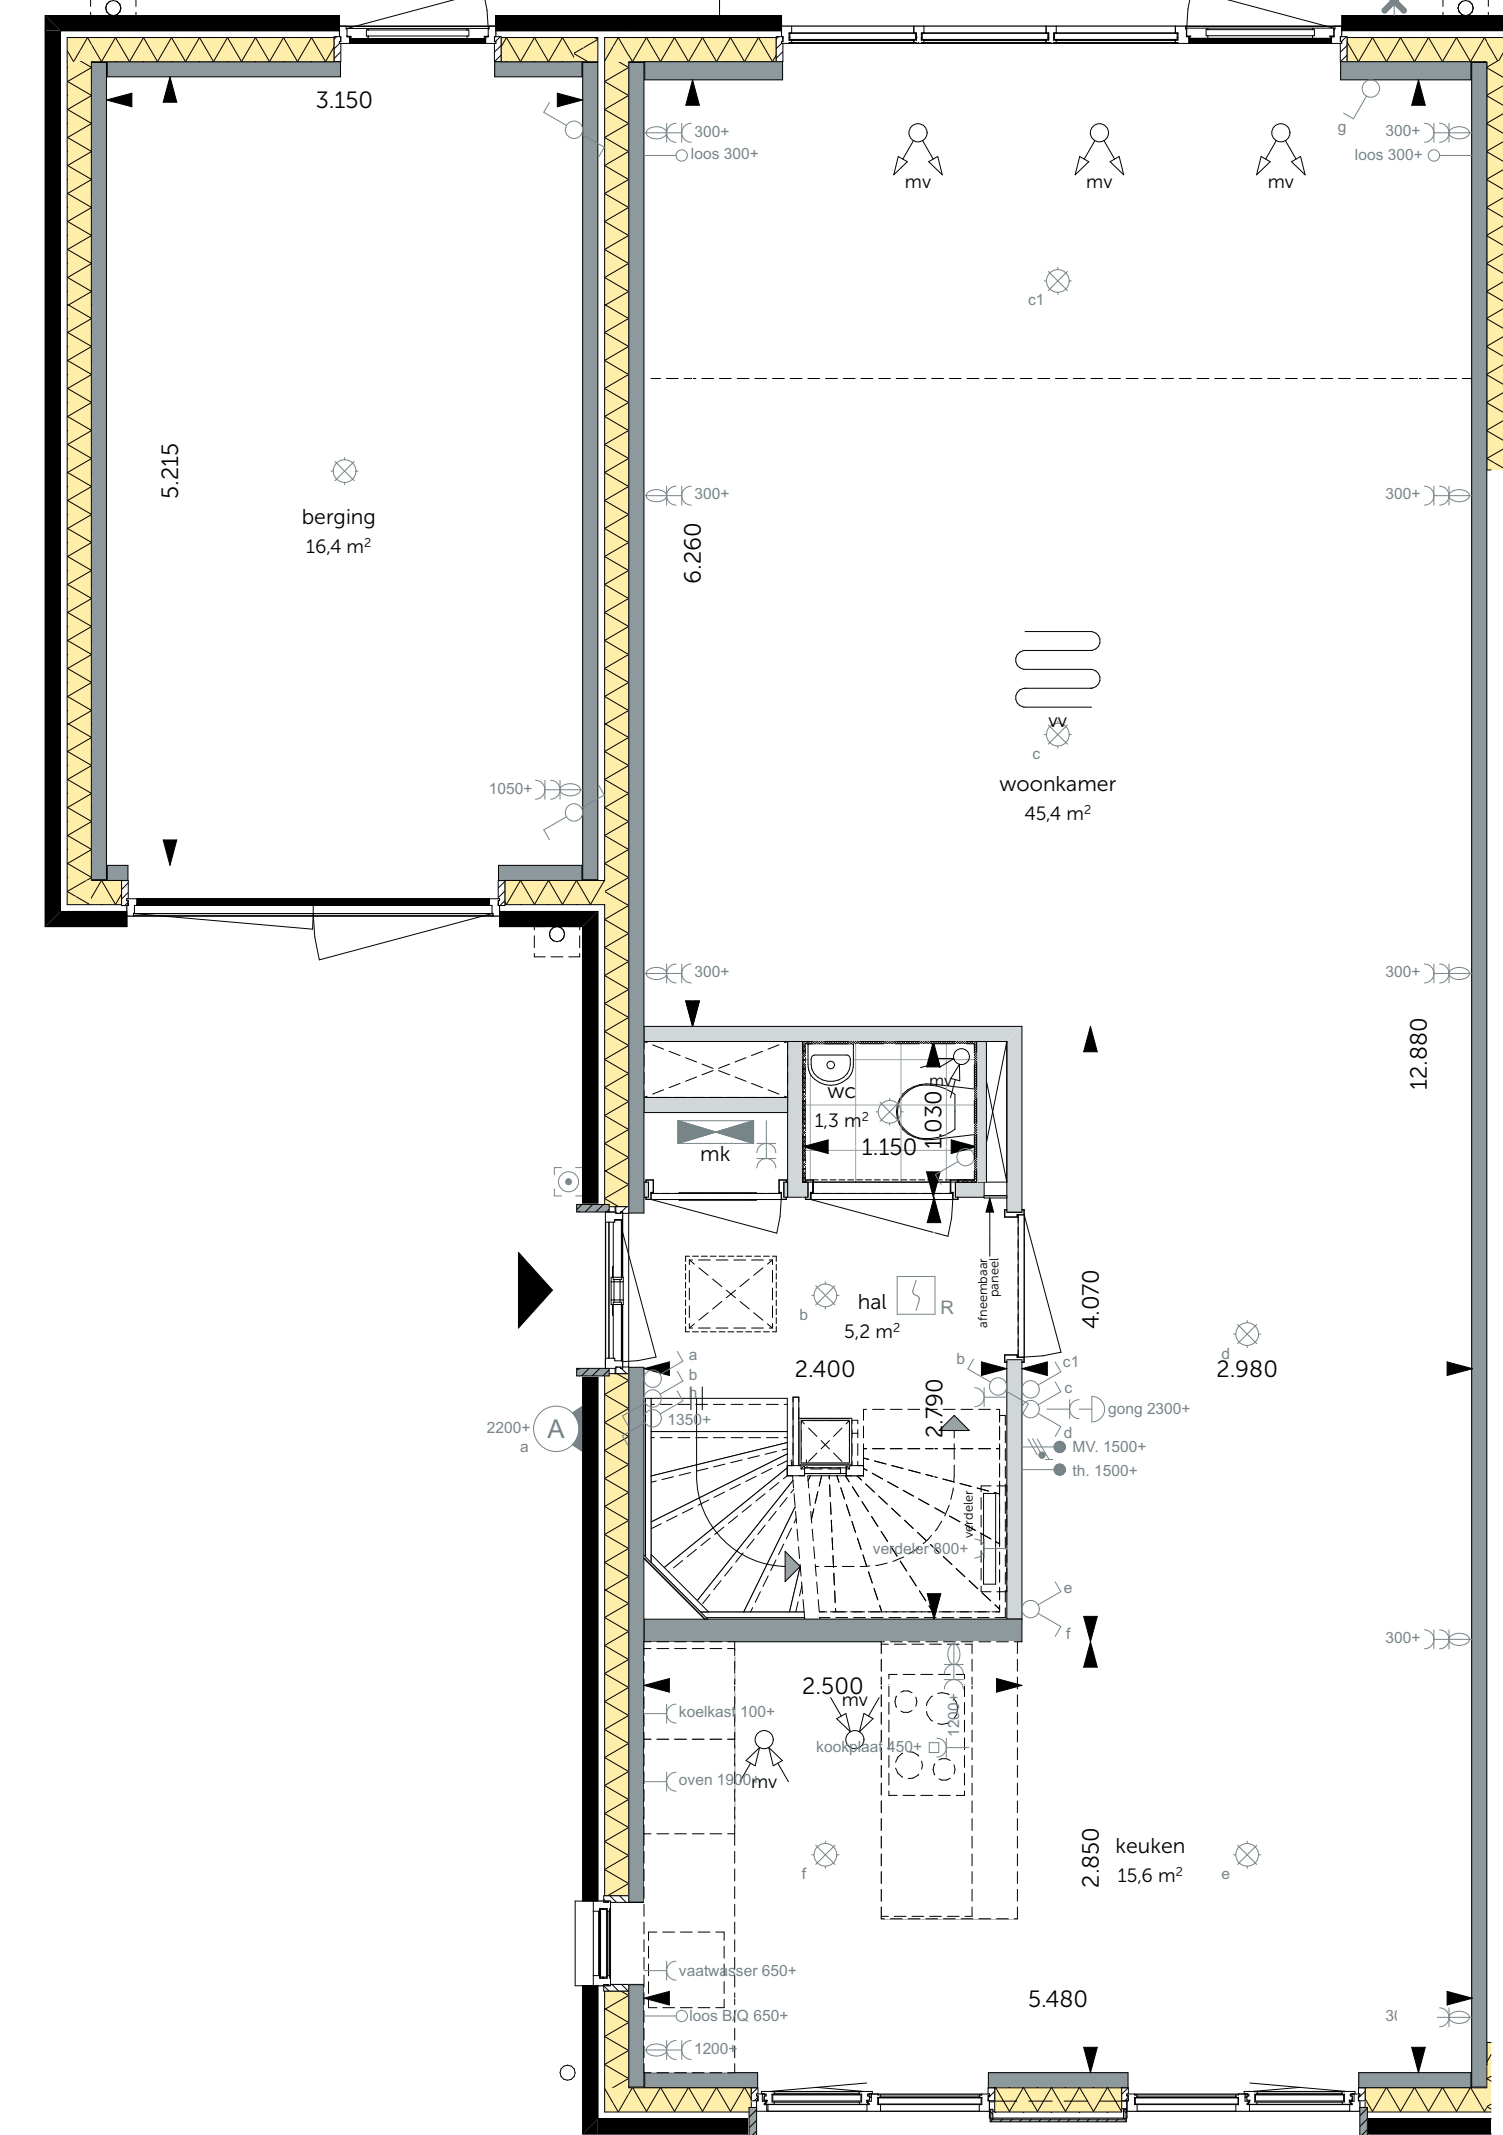 3.150
300+
300+
loos 300+
g
loos 300+
mv
mv
mv
c1
5.215
berging
16,4 m²
300+
300+
6.260
vv
c
woonkamer
45,4 m²
1050+
300+
300+
12.880
wc
1,3 m²
mv
1.030
1.150
mk
afneembaar
paneel
hal
5,2 m²
b
R
4.070
d
a
b
h
2.400
b
c1
c
d
2.980
2200+
a
A
1350+
2.790
gong 2300+
MV. 1500+
th. 1500+
verdeler
verdeler 800+
e
f
300+
2.500
mv
koelkast 100+
1200+
kookplaat 450+
oven 1900+
mv
f
2.850
keuken
15,6 m²
e
vaatwasser 650+
5.480
loos B/Q 650+
1200+